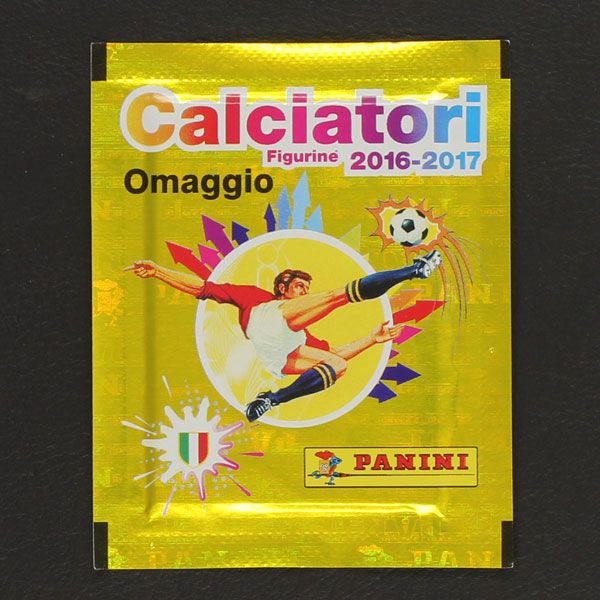 Calciatori
Figurine® 2016-2017
Omaggio
PANINI